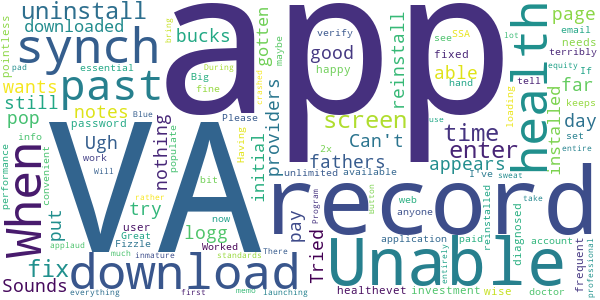 app
VA
record
download
Unable
health
synch
past
When
uninstall
downloaded
bucks
gotten
providers
initial
verify
good
happy
fine
Big
essential
pointless
wants
still
notes
password
pop
Ugh
nothing
populate
info
work
Blue
Will
put
try
logg
bit
user
now
Great
Fizzle
Worked
applaud
much
inmature
standards
There
fix
Sounds
performance
convenient
everything
first
memo
launching
rather
Having
During
crashed
Please
maybe
bring
pad
see
SSA
email
needs
lot
fixed
able
hand
terribly
equity
If
tell
page
reinstall
screen
Can't
time
enter
appears
fathers
2x
unlimited
available
loading
installed
far
day
keeps
set
entire
use
I've
sweat
pay
Tried
Program
button
web
anyone
application
paid
reinstalled
entirely
diagnosed
take
account
frequent
professional
healthevet
investment
wise
doctor